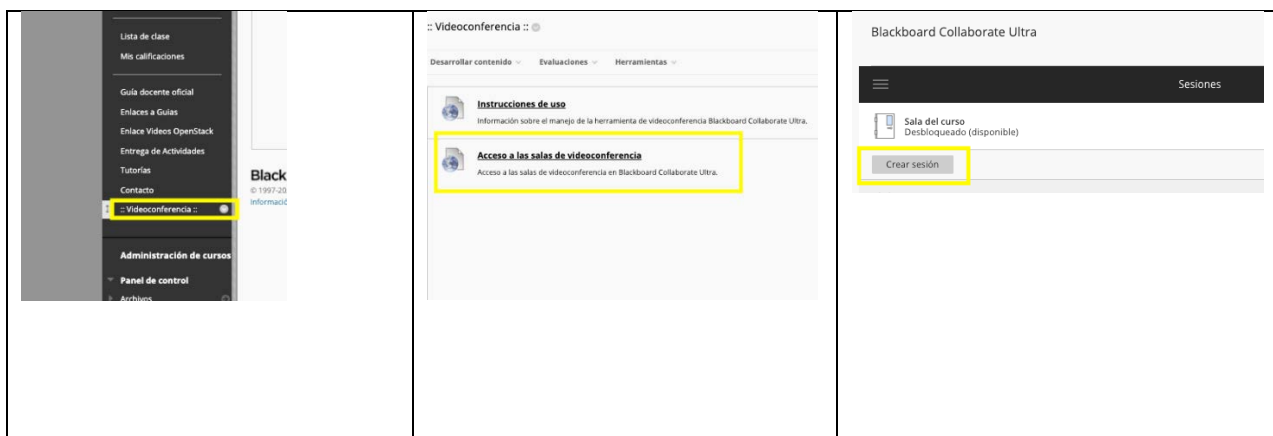 Lista de clase
Mis calificaciones
Guía docente oficial
Enlaces a Guías
Enlace Videos OpenStack
Entrega de Actividades
Tutorías
Contacto
:: Videoconferencia ::
Administración de cursos
Panel de control
Archivos
Black
© 1997-20
Informació
:: Videoconferencia ::
Desarrollar contenido Evaluaciones Herramientas
Instrucciones de uso
Información sobre el manejo de la herramienta de videoconferencia Blackboard Collaborate Ultra.
Acceso a las salas de videoconferencia
Acceso a las salas de videoconferencia en Blackboard Collaborate Ultra.
Blackboard Collaborate Ultra
Sesiones
Sala del curso
Desbloqueado (disponible)
Crear sesión